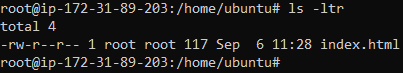 root@ip-172-31-89-203:/home/ubuntu# ls -ltr
total 4
-rw-r--r-- 1 root root 117 Sep  6 11:28 index.html
root@ip-172-31-89-203:/home/ubuntu#